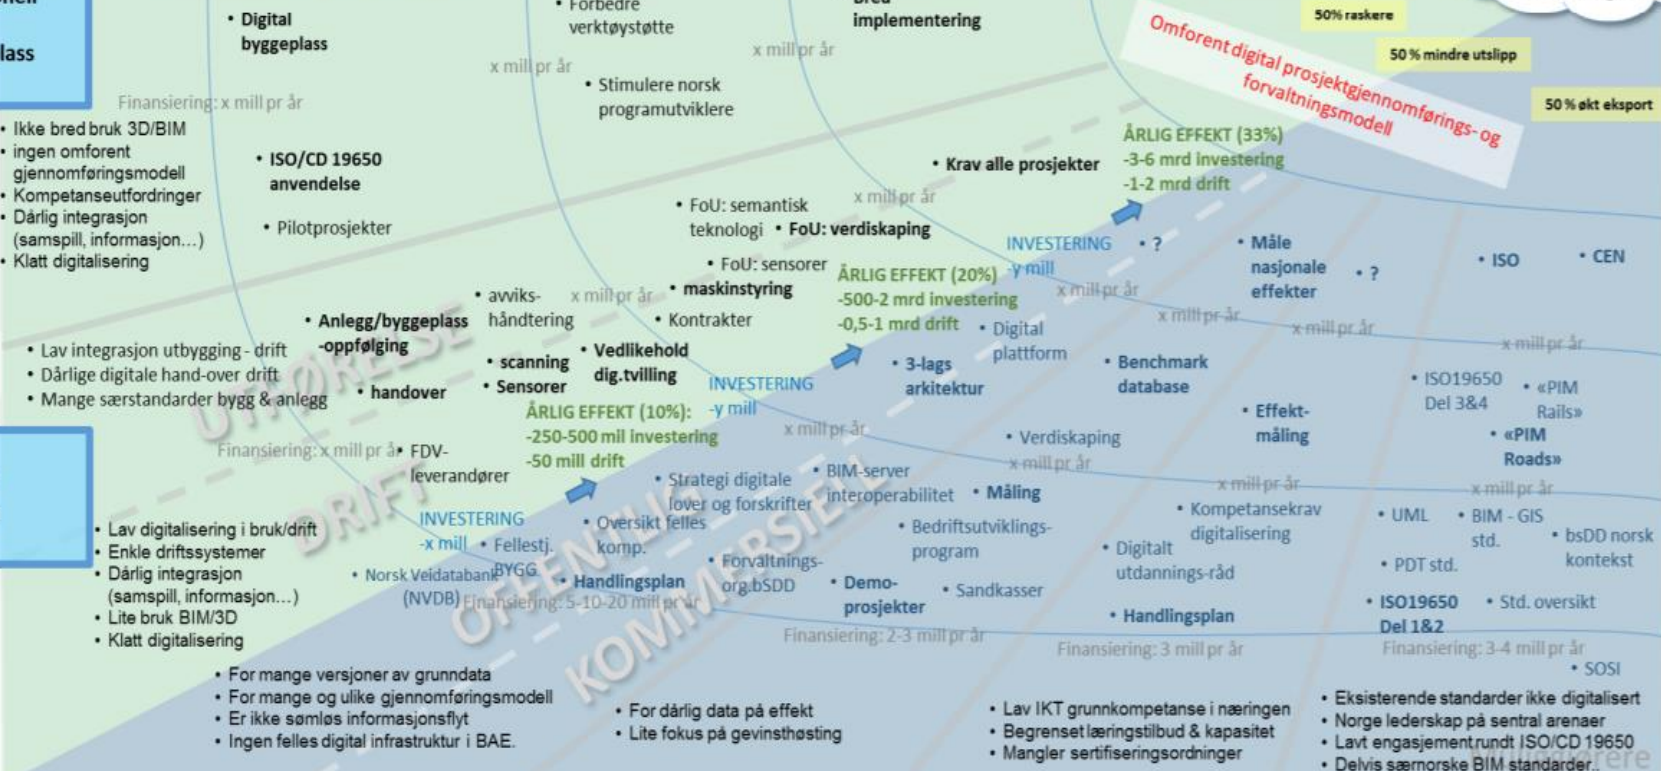 lass
• Digital
byggeplass
• Forbedre
verktøystøtte
implementering
50% raskere
50 % mindre utslipp
50 % økt eksport
Omforent digital prosjektgjennomførings- og
forvaltningsmodell
x mill pr år
x mill pr år
• Stimulere norsk
programutviklere
Finansiering: x mill pr år
• Ikke bred bruk 3D/BIM
• ingen omforent
gjennomføringsmodell
• Kompetanseutfordringer
• Dårlig integrasjon
(samspill, informasjon...)
• Klatt digitalisering
• ISO/CD 19650
anvendelse
• Pilotprosjekter
• Krav alle prosjekter
ÅRLIG EFFEKT (33%)
-3-6 mrd investering
-1-2 mrd drift
x mill pr år
• FoU: semantisk
teknologi
• FoU: verdiskaping
• FoU: sensorer
• maskinstyring
• Kontrakter
INVESTERING
-y mill
• ?
• Måle
nasjonale
effekter
• ?
• ISO
• CEN
ÅRLIG EFFEKT (20%)
-500-2 mrd investering
-0,5-1 mrd drift
x mill pr år
x mill pr år
x mill pr år
x mill pr år
• avviks-
håndtering
x mill pr år
• Anlegg/byggeplass
-oppfølging
• Lav integrasjon utbygging - drift
• Dårlige digitale hand-over drift
• Mange særstandarder bygg & anlegg
• handover
• scanning
• Sensorer
• Vedlikehold
dig.tvilling
• Digital
plattform
• 3-lags
arkitektur
• Benchmark
database
• ISO19650
Del 3&4
• «PIM
Rails»
• «PIM
Roads»
UTFØRELSE
INVESTERING
-y mill
ÅRLIG EFFEKT (10%):
-250-500 mil investering
-50 mill drift
x mill pr år
• Effekt-
måling
• Verdiskaping
x mill pr år
Finansiering: x mill pr år
• FDV-
leverandører
DRIFT
• Strategi digitale
lover og forskrifter
• BIM-server
interoperabilitet
• Måling
x mill pr år
x mill pr år
• Kompetansekrav
digitalisering
• UML
• BIM - GIS
std.
• bsDD norsk
kontekst
• PDT std.
INVESTERING
-x mill
• Oversikt felles
komp.
• Fellestj.
BYGG
• Bedriftsutviklings-
program
• Digitalt
utdannings-råd
• Lav digitalisering i bruk/drift
• Enkle driftssystemer
• Dårlig integrasjon
(samspill, informasjon...)
• Lite bruk BIM/3D
• Klatt digitalisering
• Norsk Veidatabank
(NVDB)
• Handlingsplan
• Forvaltnings-
org.bSDD
• Demo-
prosjekter
• Sandkasser
• Handlingsplan
• ISO19650
Del 1&2
• Std. oversikt
Finansiering: 5-10-20 mill pr år
OFFENTLIG
KOMMERSIELL
Finansiering: 2-3 mill pr år
Finansiering: 3 mill pr år
Finansiering: 3-4 mill pr år
• SOSI
• For mange versjoner av grunndata
• For mange og ulike gjennomføringsmodell
• Er ikke sømløs informasjonsflyt
• Ingen felles digital infrastruktur i BAE.
• For dårlig data på effekt
• Lite fokus på gevinsthøsting
• Lav IKT grunnkompetanse i næringen
• Begrenset læringstilbud & kapasitet
• Mangler sertifiseringsordninger
• Eksisterende standarder ikke digitalisert
• Norge lederskap på sentral arenaer
• Lavt engasjement rundt ISO/CD 19650
• Delvis særnorske BIM standarder..